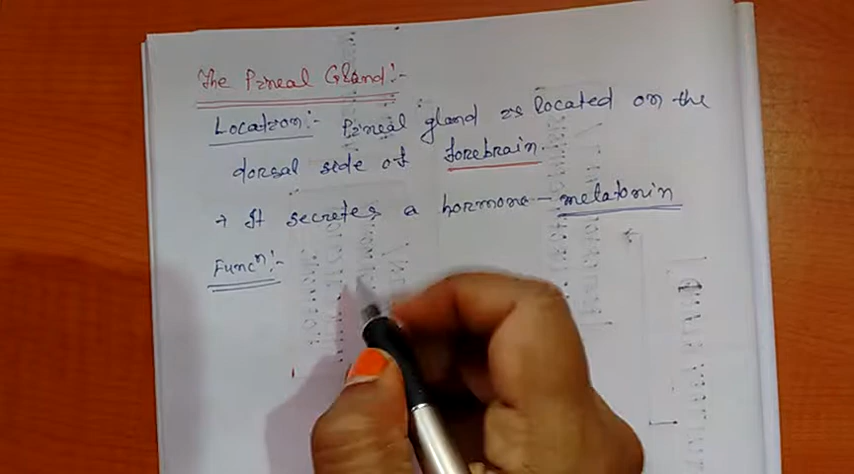 The Pineal Gland:-
Location:- Pineal gland is located on the
dorsal side of forebrain.
→ It secretes a hormone - melatonin
Funcⁿ:-